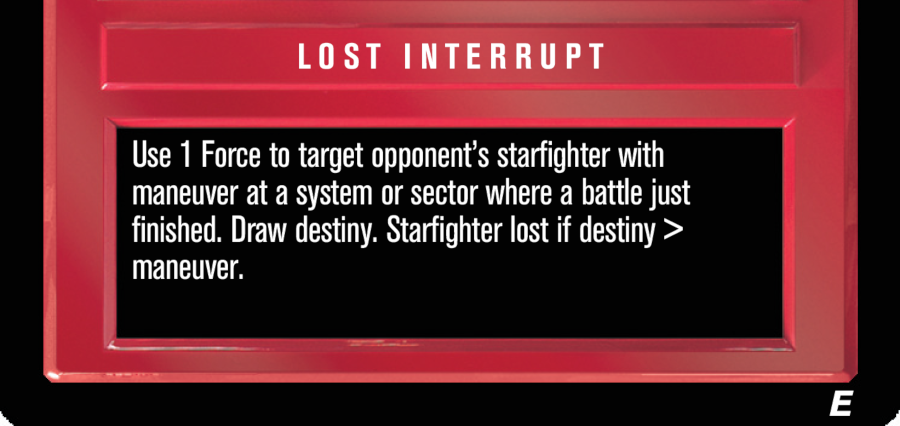 LOST INTERRUPT
Use 1 Force to target opponent's starfighter with
maneuver at a system or sector where a battle just
finished. Draw destiny. Starfighter lost if destiny >
maneuver.
E